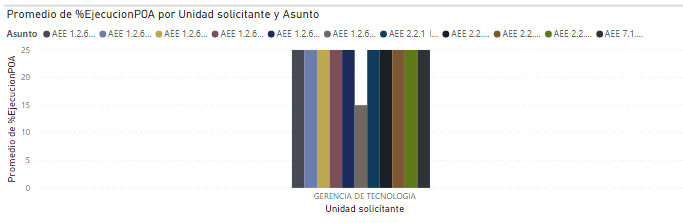 Promedio de %EjecucionPOA por Unidad solicitante y Asunto
Asunto AEE 1.2.6... AEE 1.2.6... AEE 1.2.6... AEE 1.2.6... AEE 1.2.6... AEE 1.2.6... AEE 2.2.1 I... AEE 2.2.... AEE 2.2.... AEE 2.2.... AEE 7.1....
Promedio de %EjecucionPOA
25
20
15
10
5
0
GERENCIA DE TECNOLOGIA
Unidad solicitante